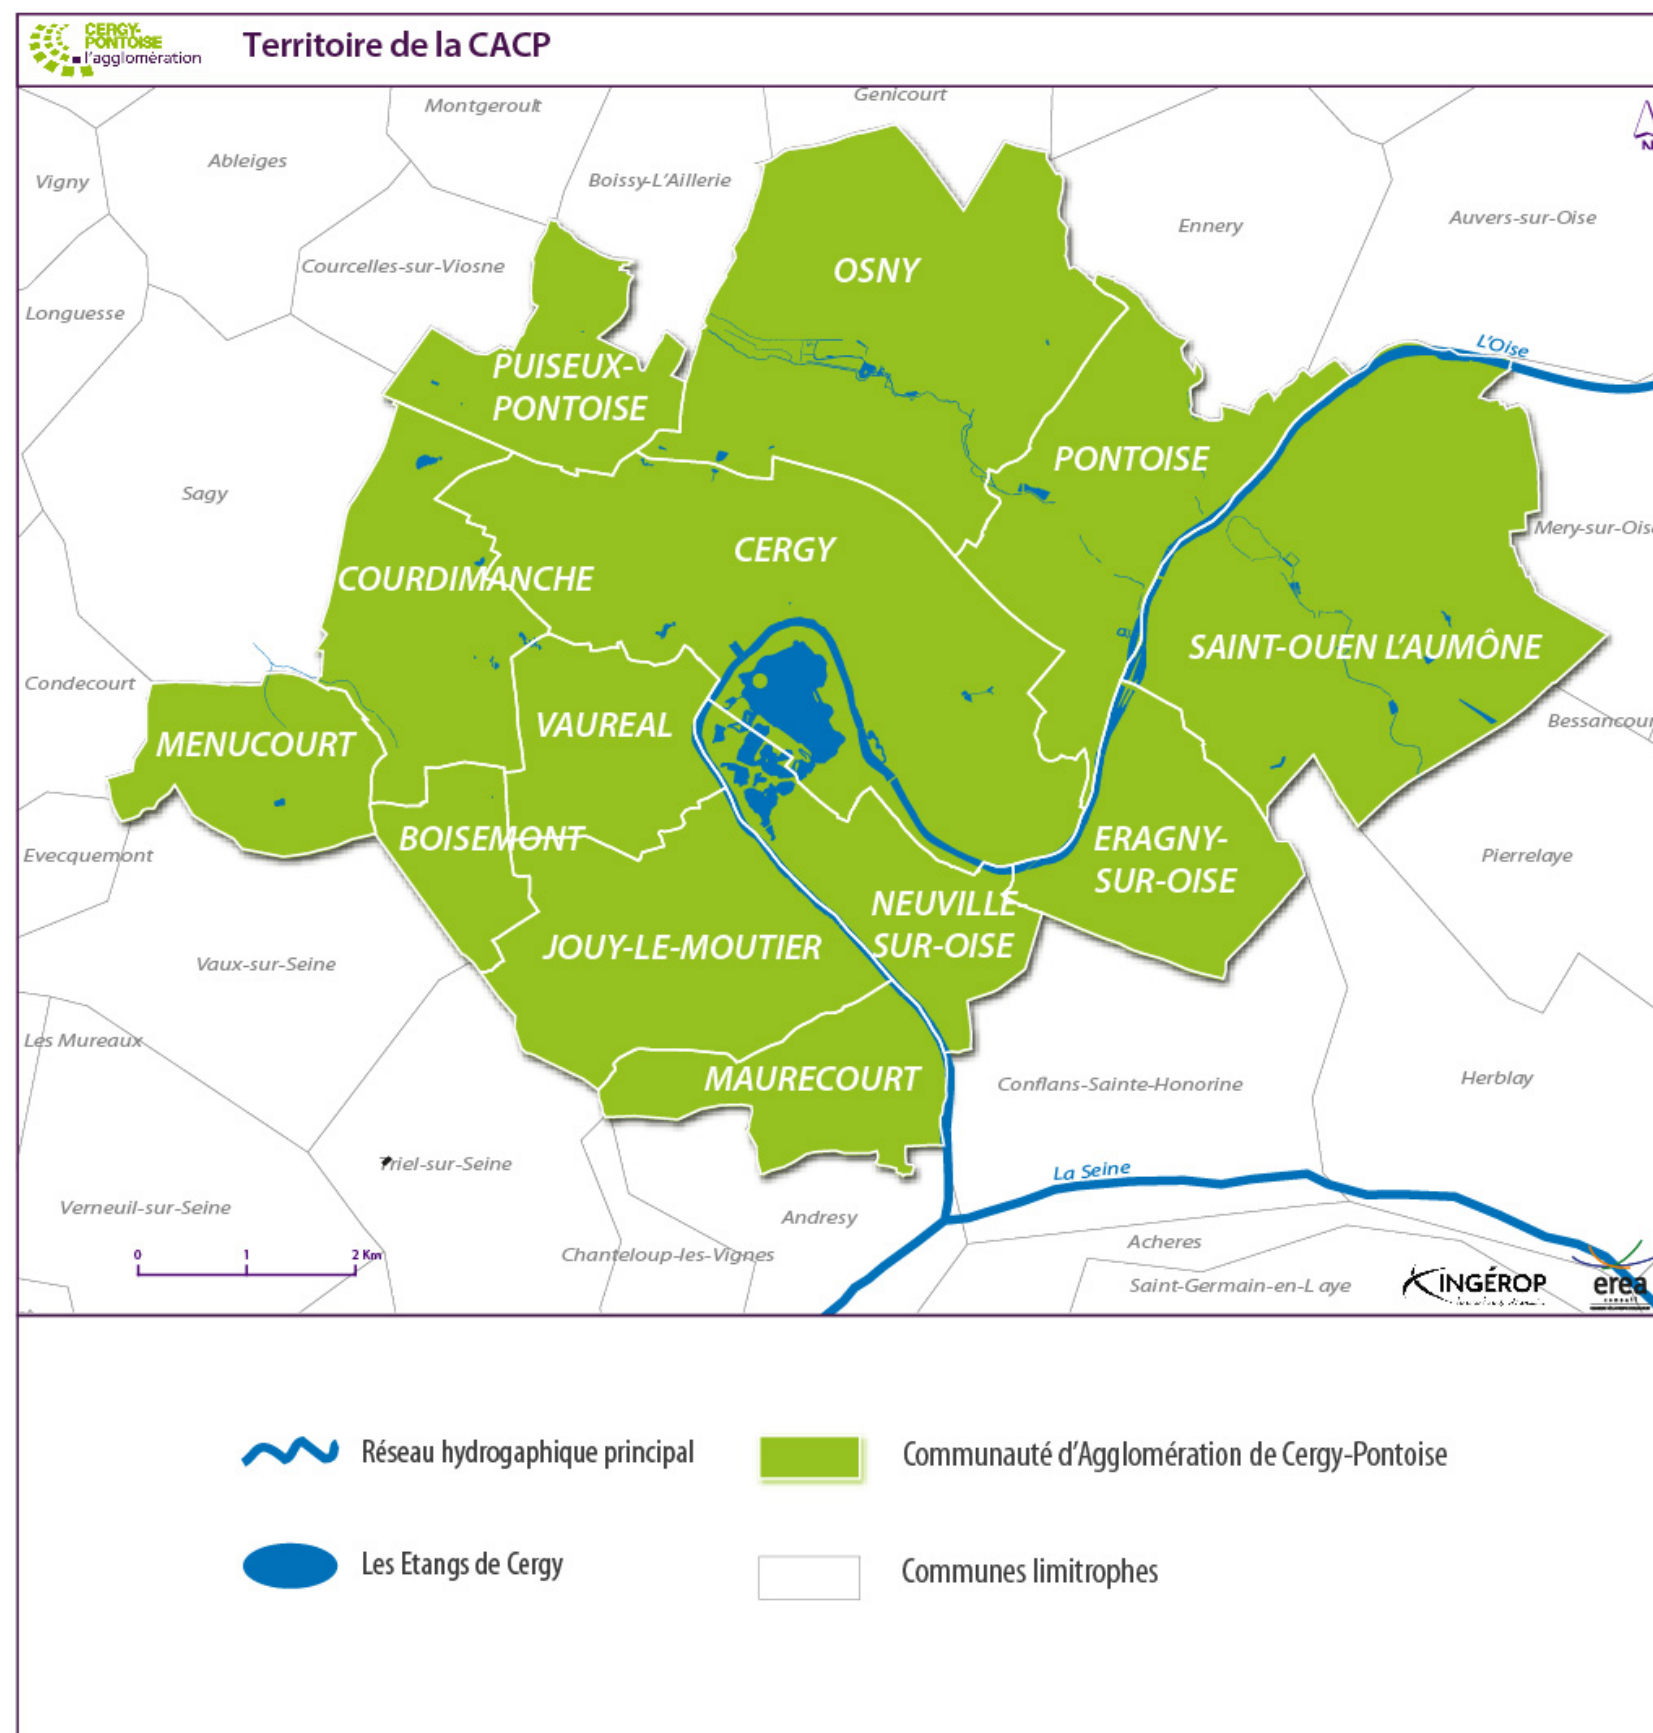 CERGY-
PONTOISE
l'agglomération
Territoire de la CACP
Genicourt
Montgeroult
Ableiges
Vigny
Boissy-L'Aillerie
Ennery
Auvers-sur-Oise
N
Courcelles-sur-Viosne
OSNY
Longuesse
L'Oise
PUISEUX-
PONTOISE
PONTOISE
Sagy
Mery-sur-Ois
CERGY
COURDIMANCHE
SAINT-OUEN L'AUMÔNE
Condecourt
Bessancour
VAUREAL
MENUCOURT
BOISEMONT
ERAGNY-
SUR-OISE
Evecquemont
Pierrelaye
NEUVILLE-
SUR-OISE
JOUY-LE-MOUTIER
Vaux-sur-Seine
Les Mureaux
MAURECOURT
Conflans-Sainte-Honorine
Herblay
Triel-sur-Seine
La Seine
Verneuil-sur-Seine
Andresy
Acheres
Chanteloup-les-Vignes
0 1 2 Km
Saint-Germain-en-Laye
INGÉROP
erea
Réseau hydrogaphique principal
Communauté d'Agglomération de Cergy-Pontoise
Les Etangs de Cergy
Communes limitrophes